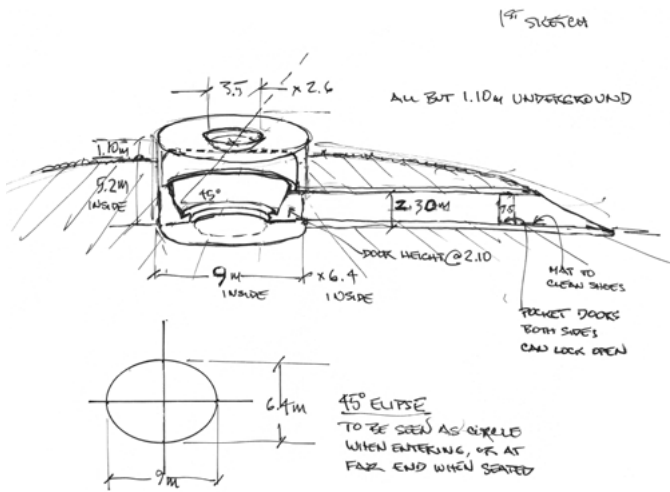 1ST SKETCH
3.5 x 2.6
ALL BUT 1.10m UNDERGROUND
1.10m
5.2m
INSIDE
45°
2.30m
DOOR HEIGHT @ 2.10
9m
INSIDE
x 6.4
INSIDE
MAT TO
CLEAN SHOES
POCKET DOORS
BOTH SIDES
CAN LOCK OPEN
6.4m
9m
45° ELIPSE
TO BE SEEN AS CIRCLE
WHEN ENTERING, OR AT
FAR END WHEN SEATED